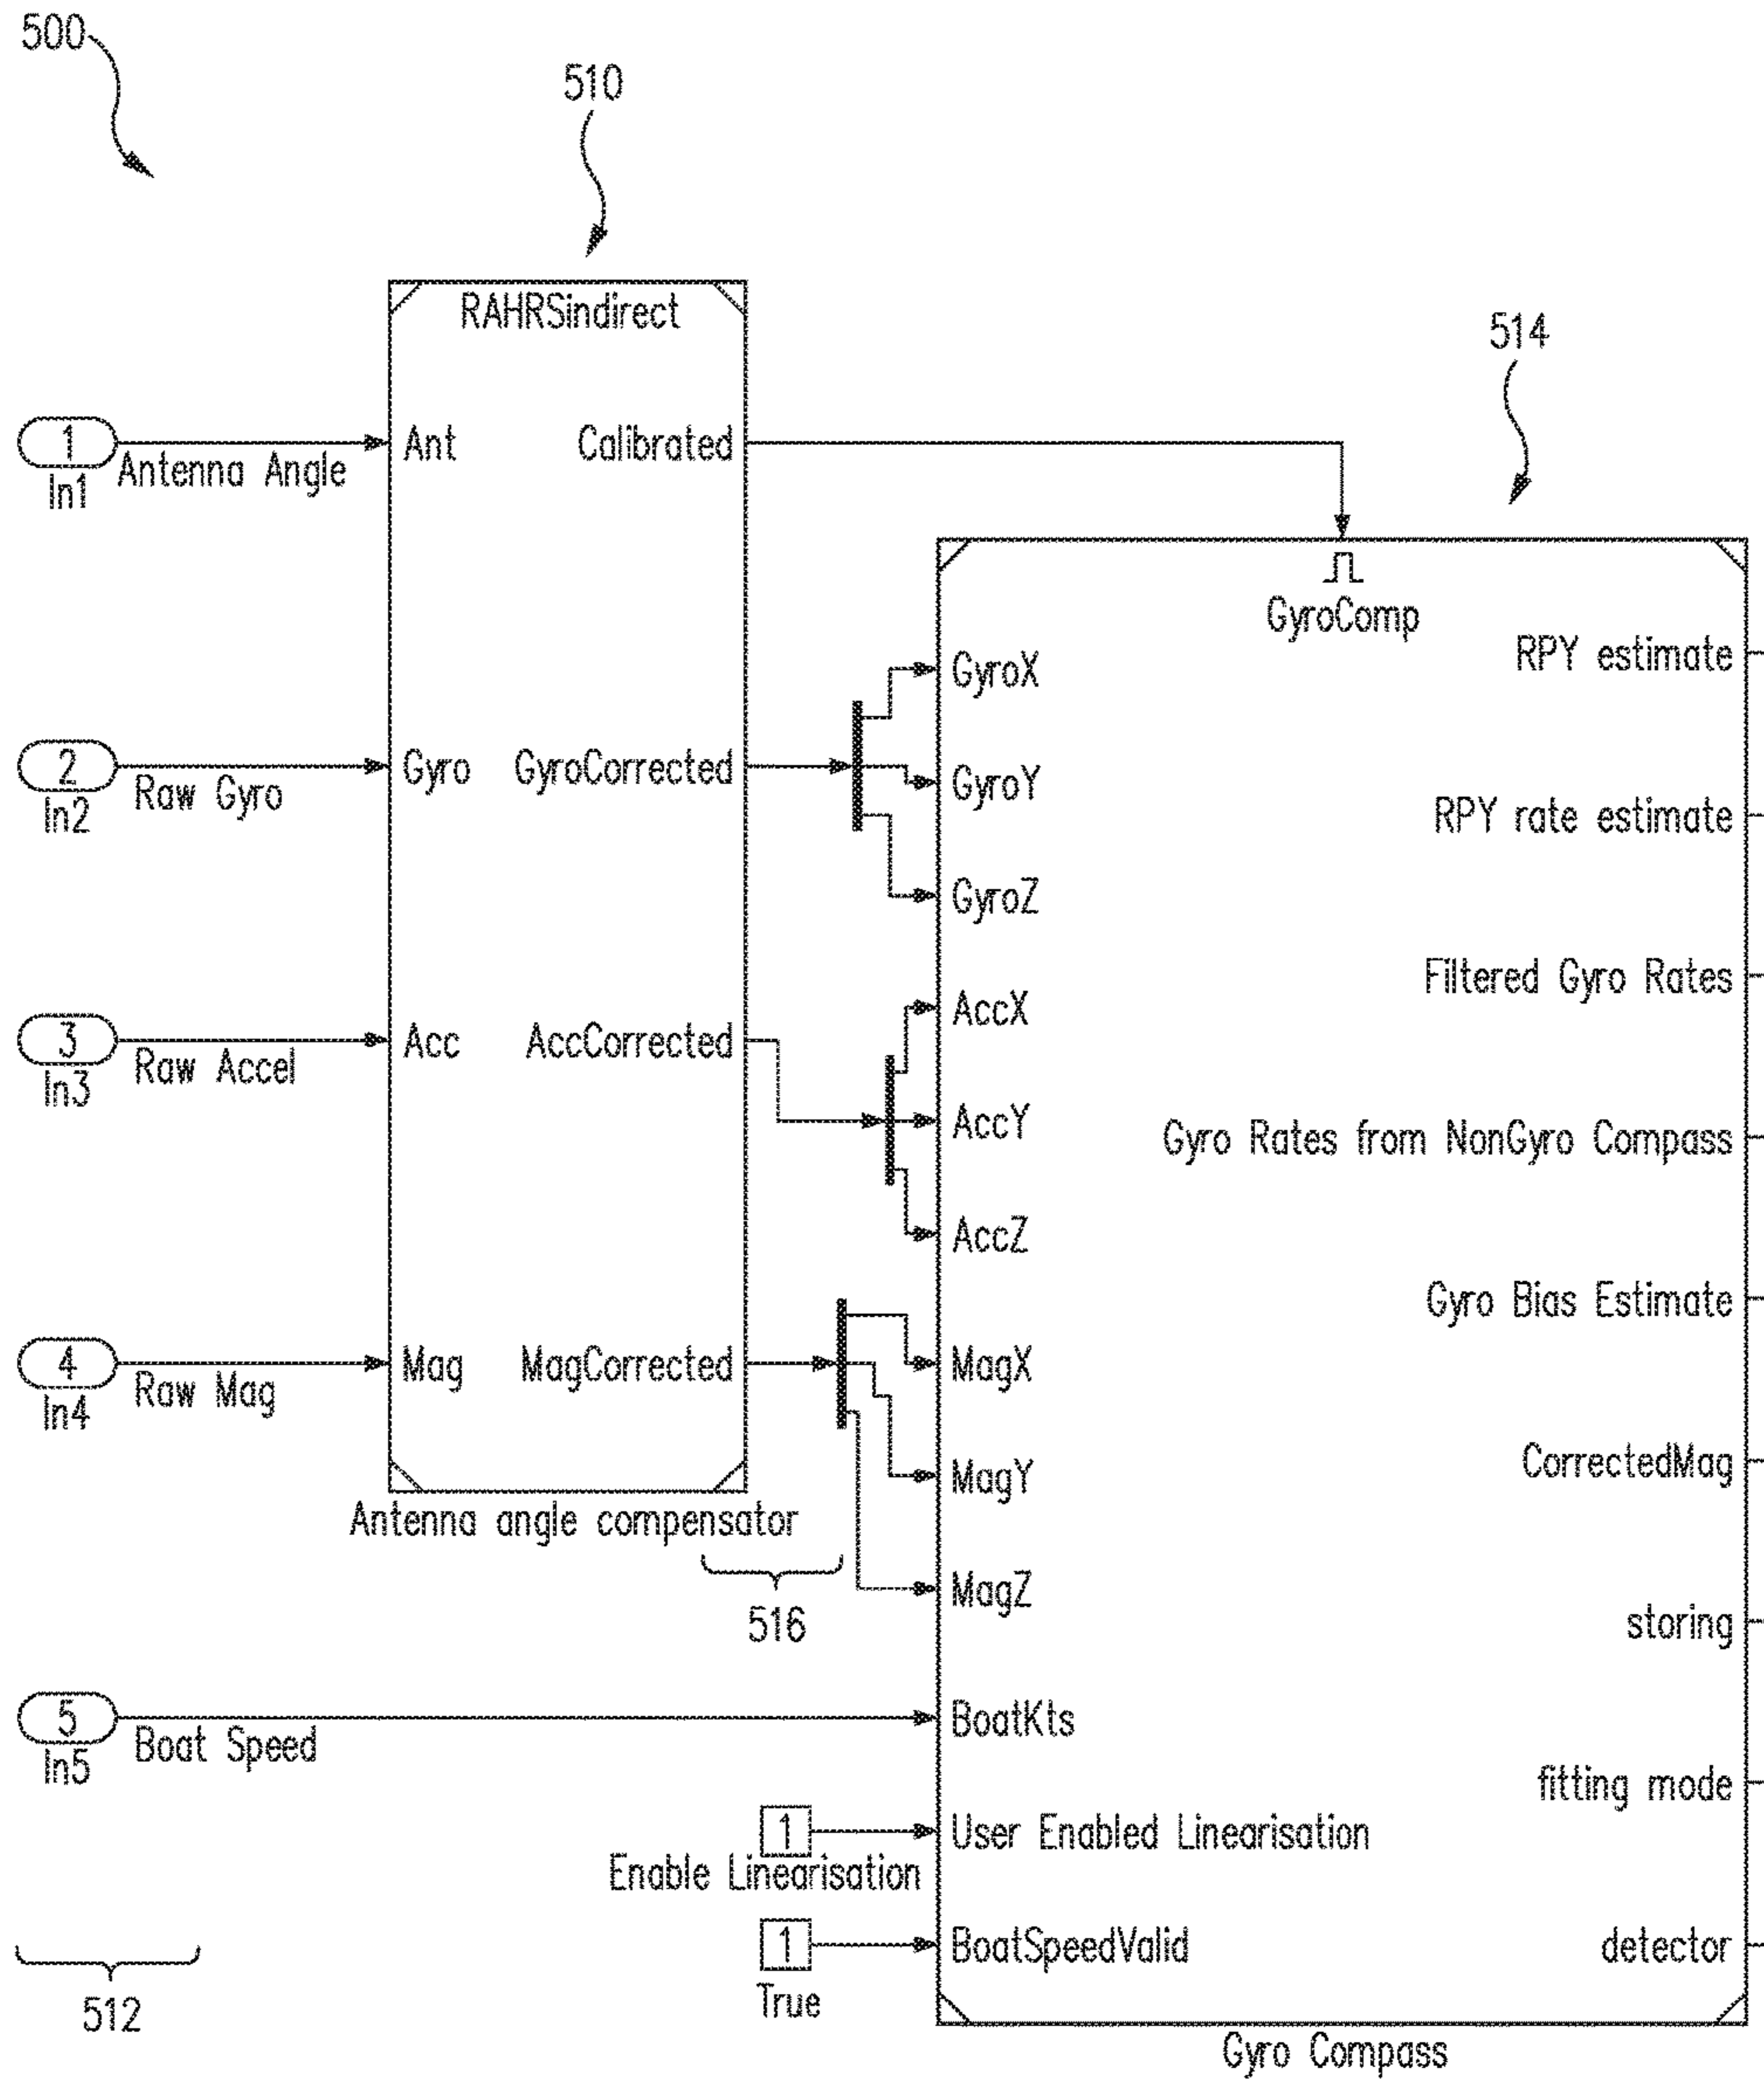 500
510
RAHRSindirect
514
1
In1
Antenna Angle
Ant
Calibrated
GyroComp
RPY estimate
GyroX
2
In2
Raw Gyro
Gyro
GyroCorrected
GyroY
RPY rate estimate
GyroZ
Filtered Gyro Rates
3
In3
Raw Accel
Acc
AccCorrected
AccX
AccY
Gyro Rates from NonGyro Compass
AccZ
Gyro Bias Estimate
4
In4
Raw Mag
Mag
MagCorrected
MagX
MagY
CorrectedMag
Antenna angle compensator
516
MagZ
storing
5
In5
Boat Speed
BoatKts
fitting mode
1
Enable Linearisation
User Enabled Linearisation
1
True
BoatSpeedValid
detector
512
Gyro Compass